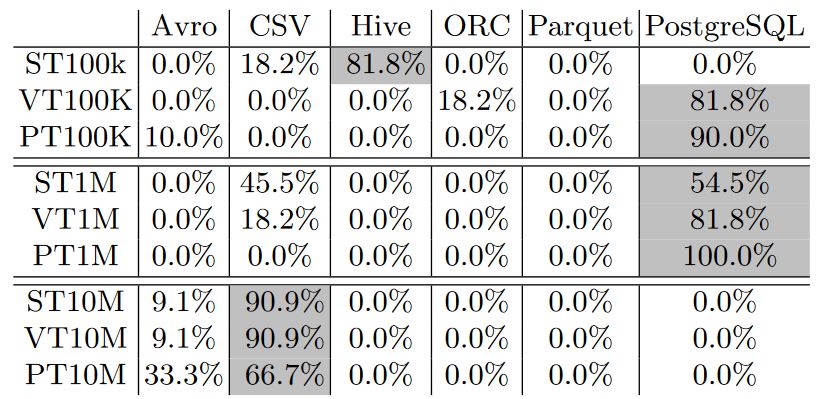 Avro CSV Hive ORC Parquet PostgreSQL
ST100k 0.0% 18.2% 81.8% 0.0% 0.0% 0.0%
VT100K 0.0% 0.0% 0.0% 18.2% 0.0% 81.8%
PT100K 10.0% 0.0% 0.0% 0.0% 0.0% 90.0%
ST1M 0.0% 45.5% 0.0% 0.0% 0.0% 54.5%
VT1M 0.0% 18.2% 0.0% 0.0% 0.0% 81.8%
PT1M 0.0% 0.0% 0.0% 0.0% 0.0% 100.0%
ST10M 9.1% 90.9% 0.0% 0.0% 0.0% 0.0%
VT10M 9.1% 90.9% 0.0% 0.0% 0.0% 0.0%
PT10M 33.3% 66.7% 0.0% 0.0% 0.0% 0.0%